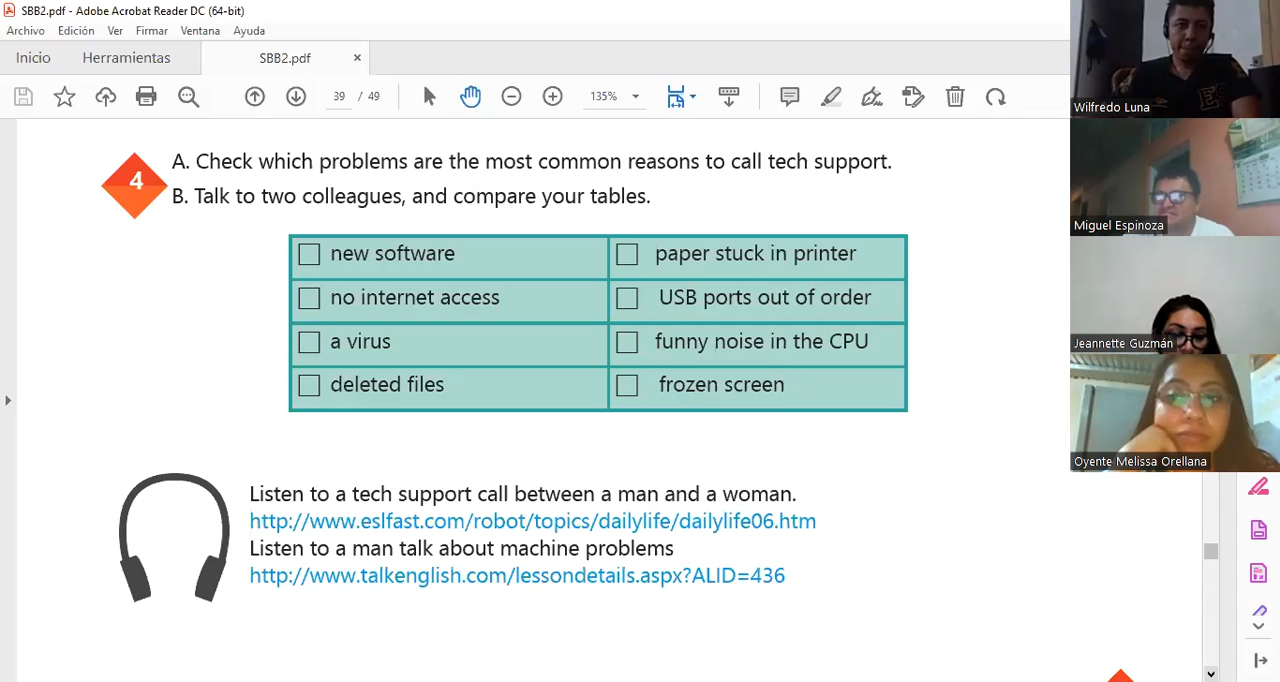 SBB2.pdf - Adobe Acrobat Reader DC (64-bit)
Archivo Edición Ver Firmar Ventana Ayuda
Inicio Herramientas SBB2.pdf ×
39 / 49 135%
4
A. Check which problems are the most common reasons to call tech support.
B. Talk to two colleagues, and compare your tables.
new software paper stuck in printer
no internet access USB ports out of order
a virus funny noise in the CPU
deleted files frozen screen
Listen to a tech support call between a man and a woman.
http://www.eslfast.com/robot/topics/dailylife/dailylife06.htm
Listen to a man talk about machine problems
http://www.talkenglish.com/lessondetails.aspx?ALID=436
Wilfredo Luna
Miguel Espinoza
Jeannette Guzmán
Oyente Melissa Orellana